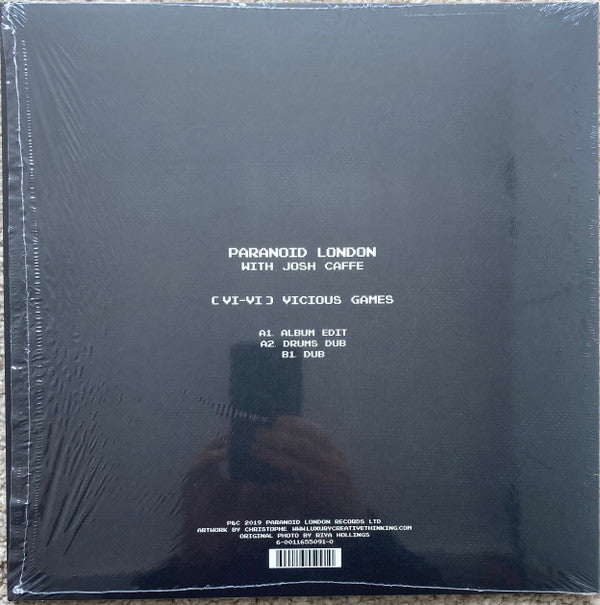 PARANOID LONDON
WITH JOSH CAFFE
(VI-VI) VICIOUS GAMES
A1. ALBUM EDIT
A2. DRUMS DUB
B1. DUB
P&C 2019 PARANOID LONDON RECORDS LTD
ARTWORK BY CHRISTOPHE WWW.LUXURYCREATIVETHINKING.COM
ORIGINAL PHOTO BY RIYA HOLLINGS
6-0011655091-0